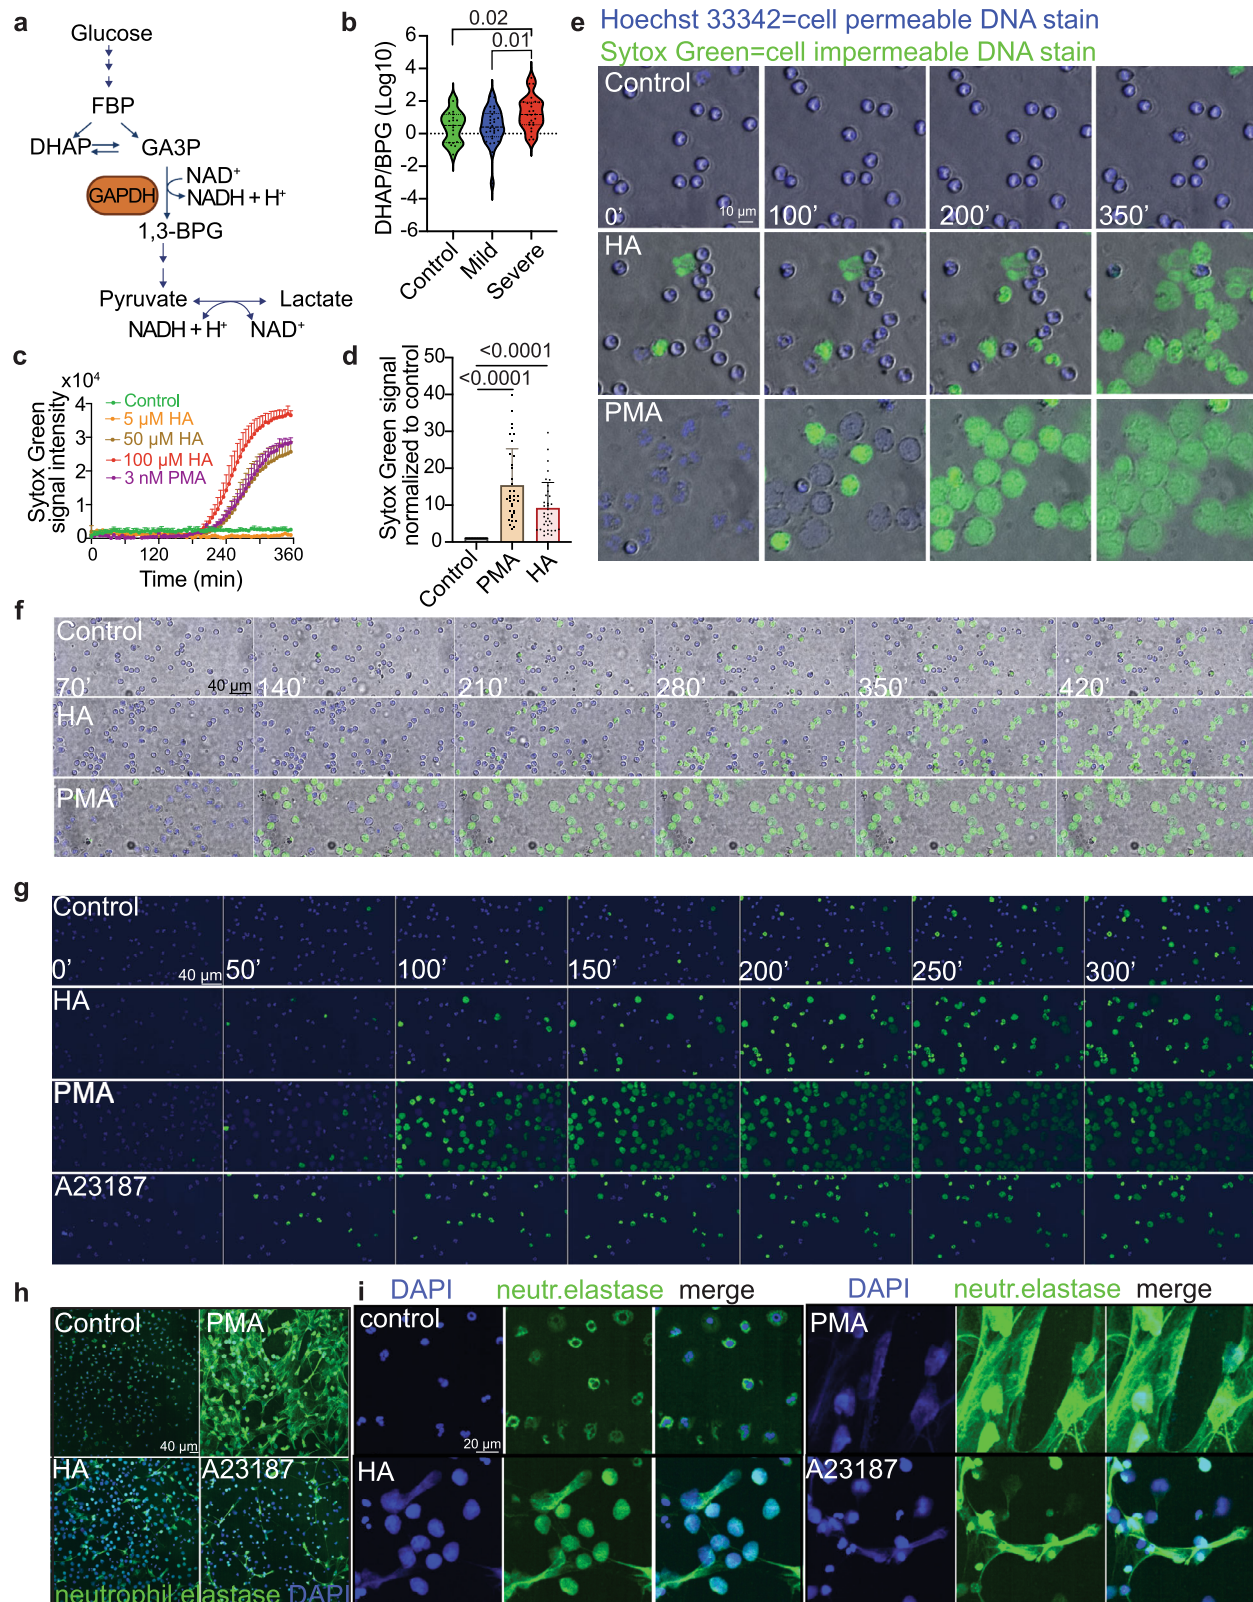 a
Glucose
FBP
DHAP
GA3P
NAD⁺
GAPDH
NADH + H⁺
1,3-BPG
Pyruvate
Lactate
NADH + H⁺
NAD⁺
b
0.02
0.01
DHAP/BPG (Log10)
6
4
2
0
-2
-4
-6
Control
Mild
Severe
c
x10⁴
Sytox Green
signal intensity
4
3
2
1
0
Control
5 µM HA
50 µM HA
100 µM HA
3 nM PMA
0
120
240
360
Time (min)
d
Sytox Green signal
normalized to control
50
40
30
20
10
0
<0.0001
<0.0001
Control
PMA
HA
e
Hoechst 33342=cell permeable DNA stain
Sytox Green=cell impermeable DNA stain
Control
0’
10 µm
100’
200’
350’
HA
PMA
f
Control
70’
40 µm
140’
210’
280’
350’
420’
HA
PMA
g
Control
0’
40 µm
50’
100’
150’
200’
250’
300’
HA
PMA
A23187
h
Control
PMA
40 µm
HA
A23187
neutrophil elastase DAPI
i
DAPI
neutr.elastase
merge
DAPI
neutr.elastase
merge
control
20 µm
PMA
HA
A23187